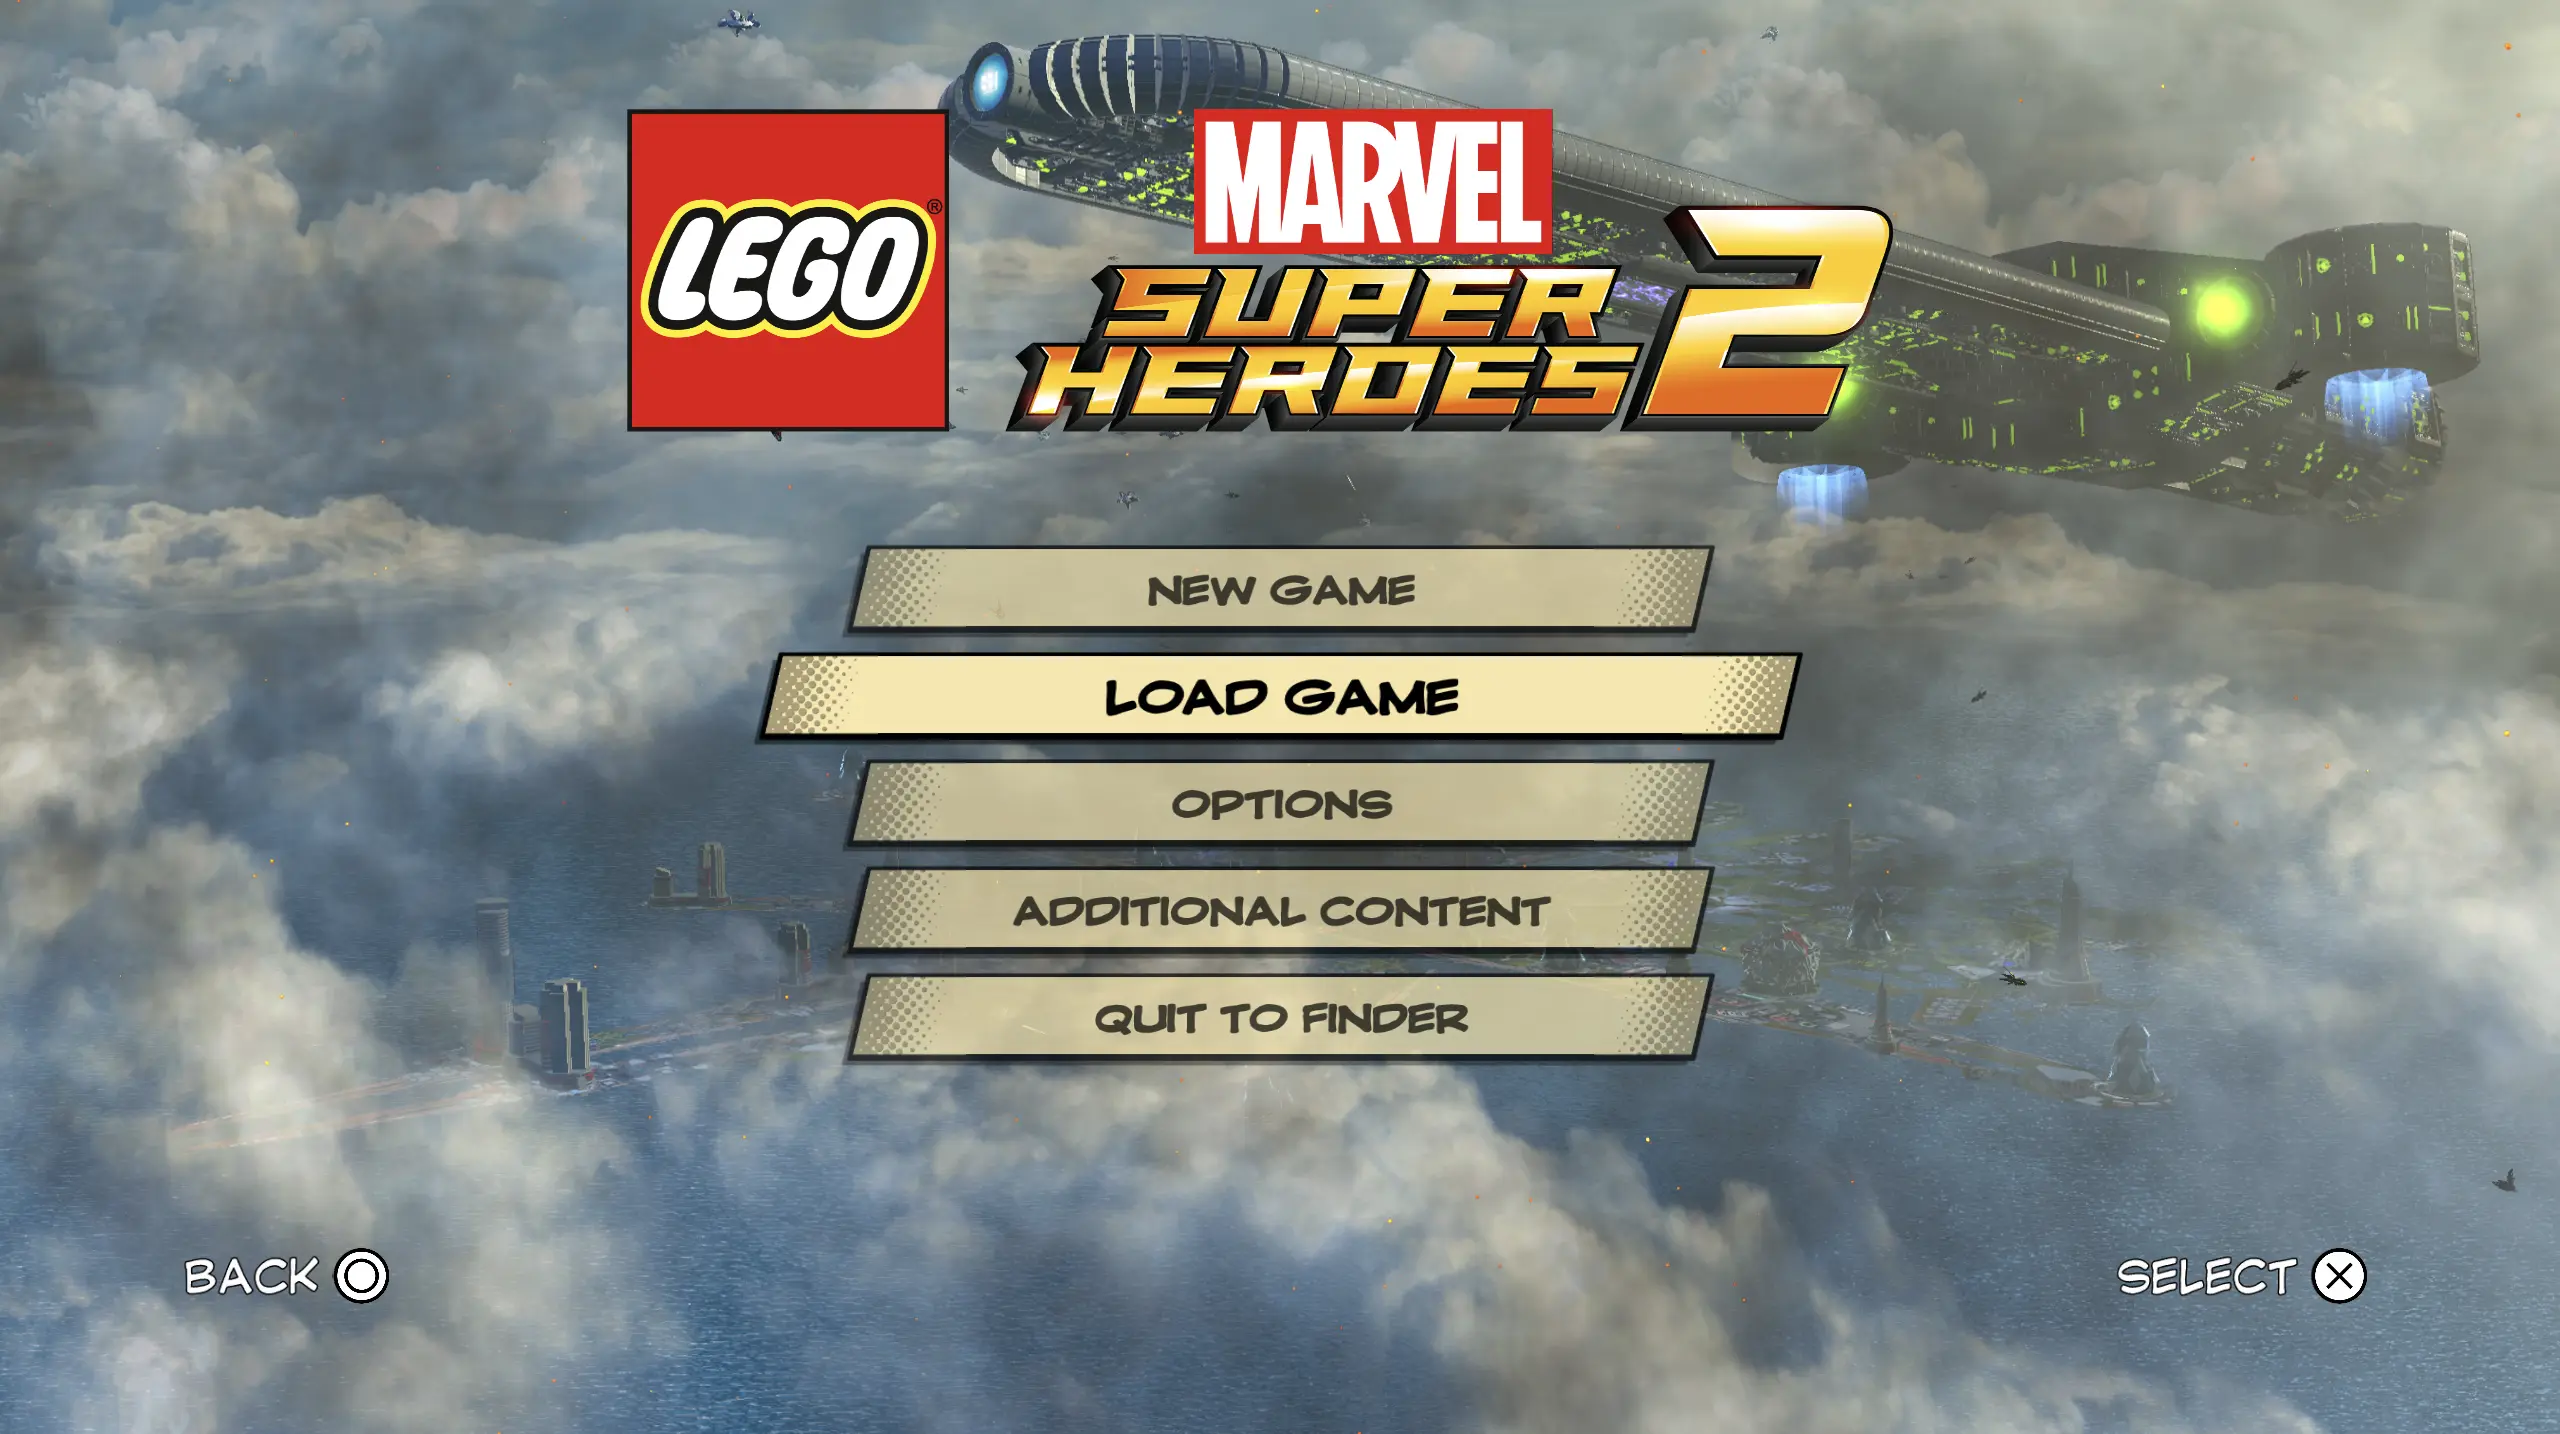 LEGO®
MARVEL
SUPER
HEROES 2
NEW GAME
LOAD GAME
OPTIONS
ADDITIONAL CONTENT
QUIT TO FINDER
BACK
SELECT